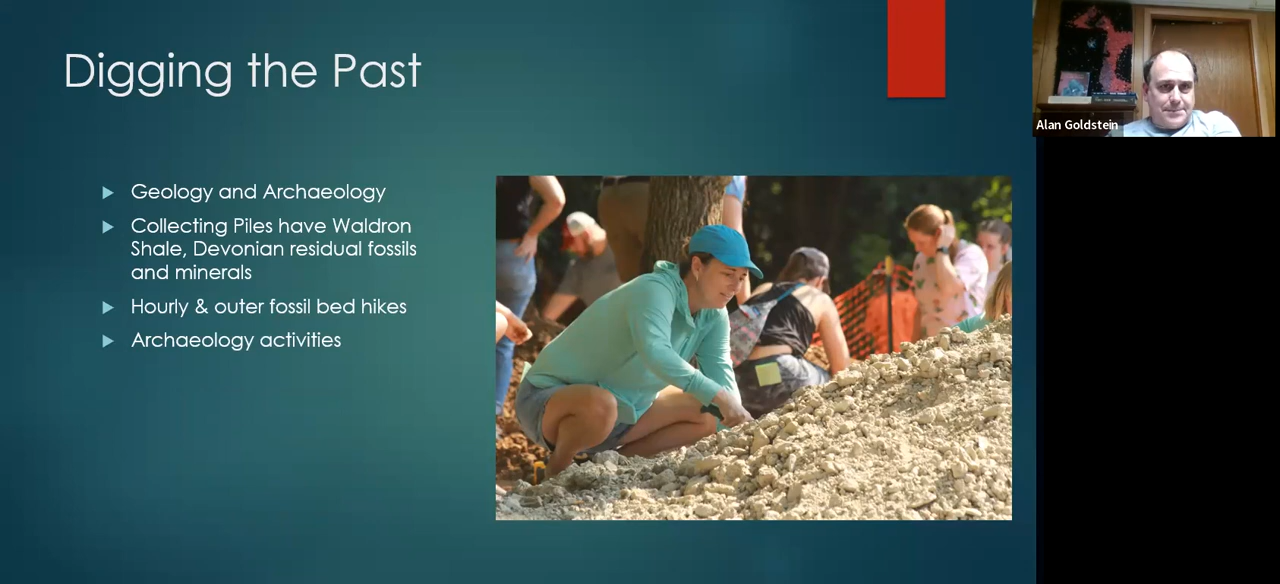 Digging the Past
Geology and Archaeology
Collecting Piles have Waldron
Shale, Devonian residual fossils
and minerals
Hourly & outer fossil bed hikes
Archaeology activities
Alan Goldstein